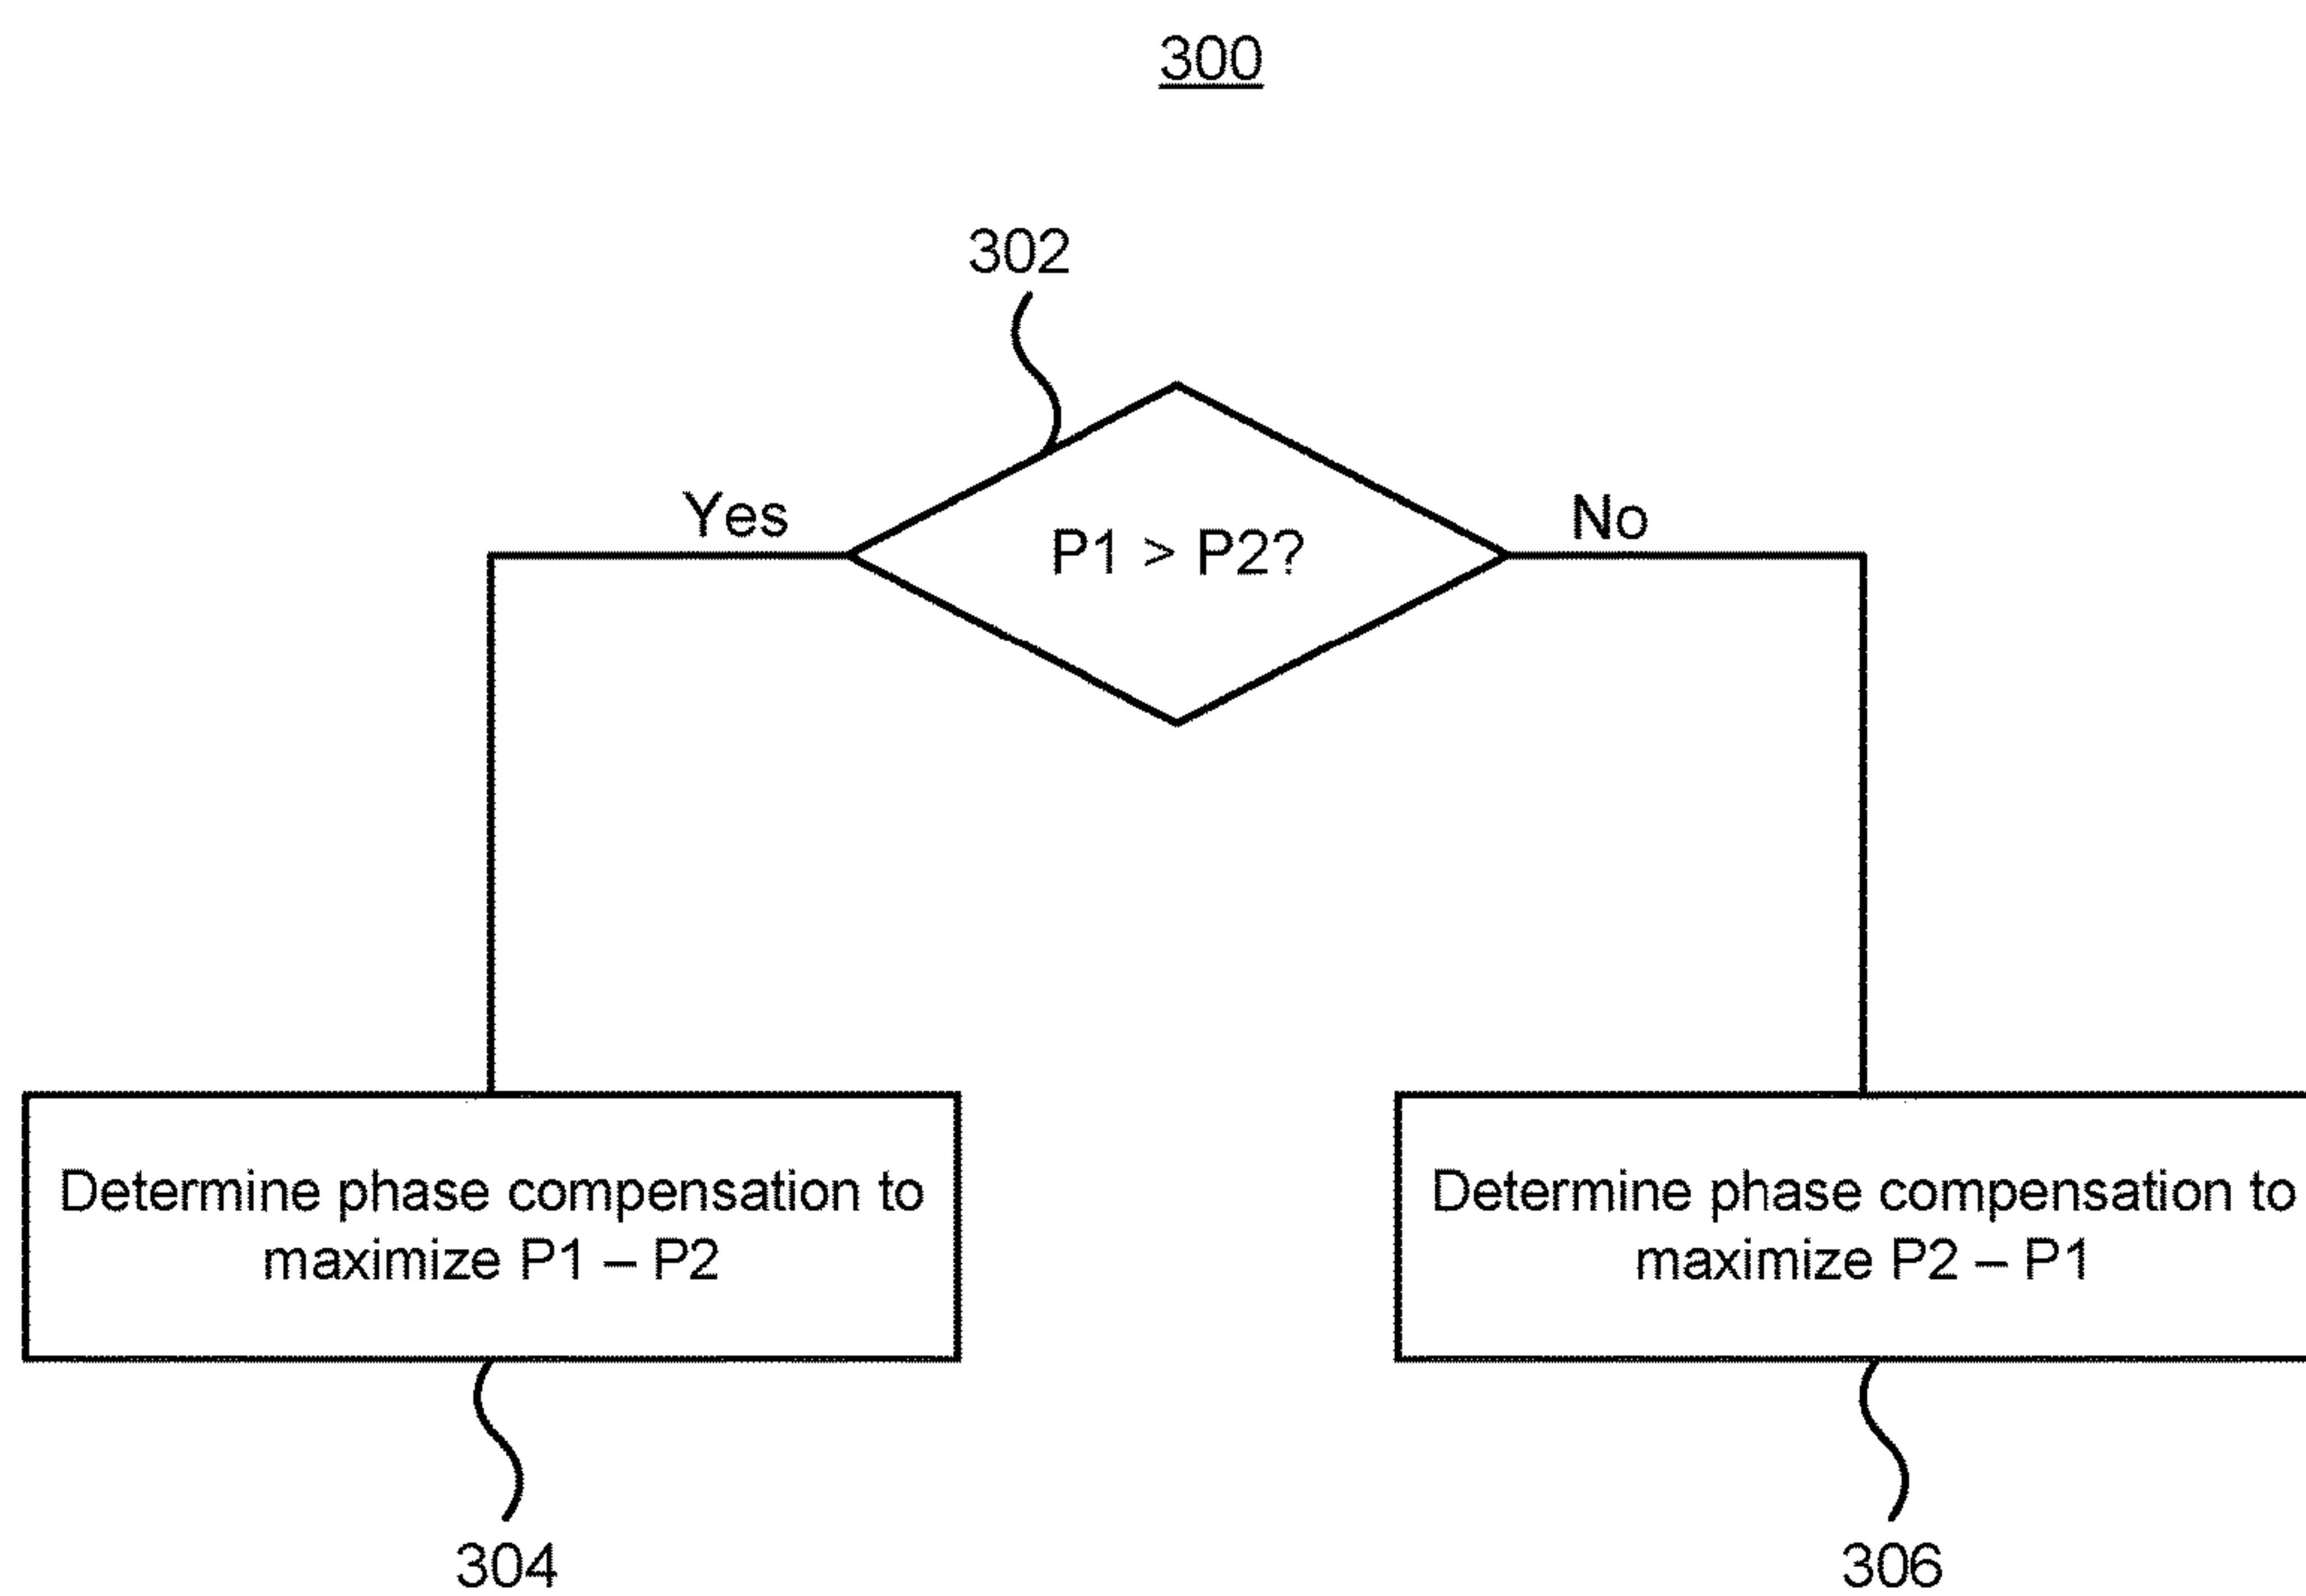 300
302
Yes
P1 > P2?
No
Determine phase compensation to
maximize P1 – P2
Determine phase compensation to
maximize P2 – P1
304
306